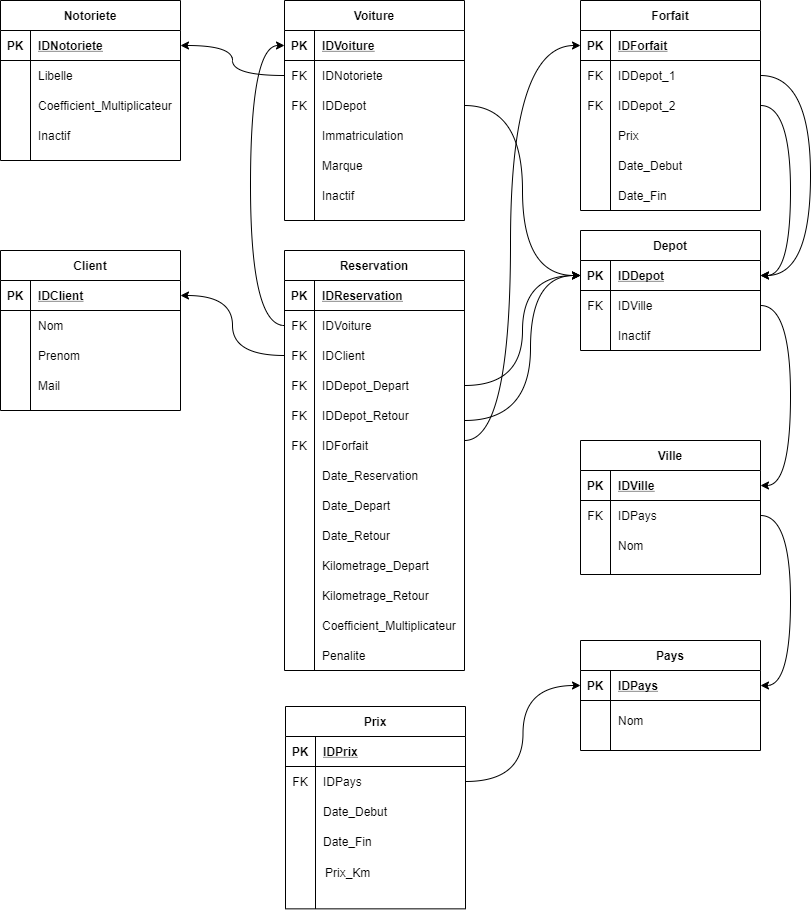 Notoriete
PK IDNotoriete
Libelle
Coefficient_Multiplicateur
Inactif
Voiture
PK IDVoiture
FK IDNotoriete
FK IDDepot
Immatriculation
Marque
Inactif
Forfait
PK IDForfait
FK IDDepot_1
FK IDDepot_2
Prix
Date_Debut
Date_Fin
Client
PK IDClient
Nom
Prenom
Mail
Reservation
PK IDReservation
FK IDVoiture
FK IDClient
FK IDDepot_Depart
FK IDDepot_Retour
FK IDForfait
Date_Reservation
Date_Depart
Date_Retour
Kilometrage_Depart
Kilometrage_Retour
Coefficient_Multiplicateur
Penalite
Depot
PK IDDepot
FK IDVille
Inactif
Ville
PK IDVille
FK IDPays
Nom
Pays
PK IDPays
Nom
Prix
PK IDPrix
FK IDPays
Date_Debut
Date_Fin
Prix_Km